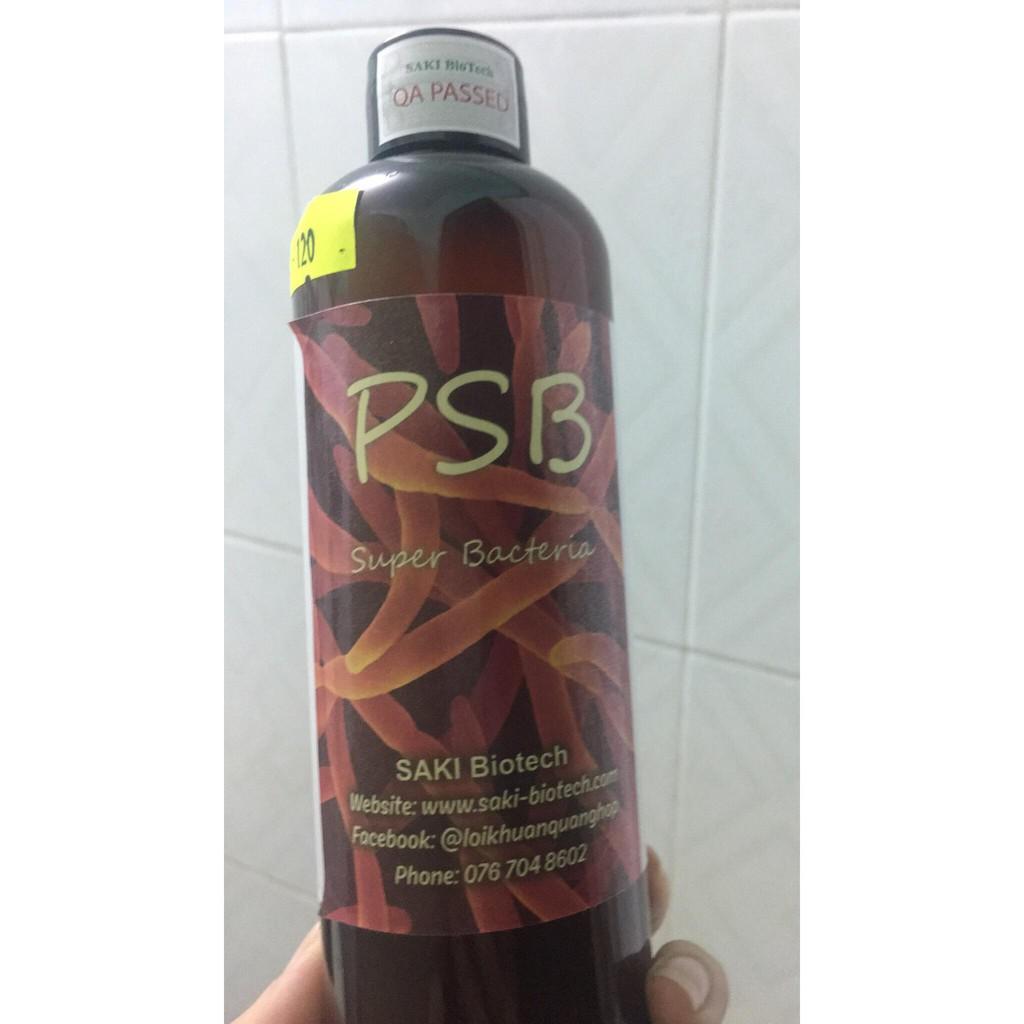 SAKI BioTech
QA PASSED
120
PSB
Super Bacteria
SAKI Biotech
Website: www.saki-biotech.com
Facebook: @loikhuanquanghop
Phone: 076 704 8602